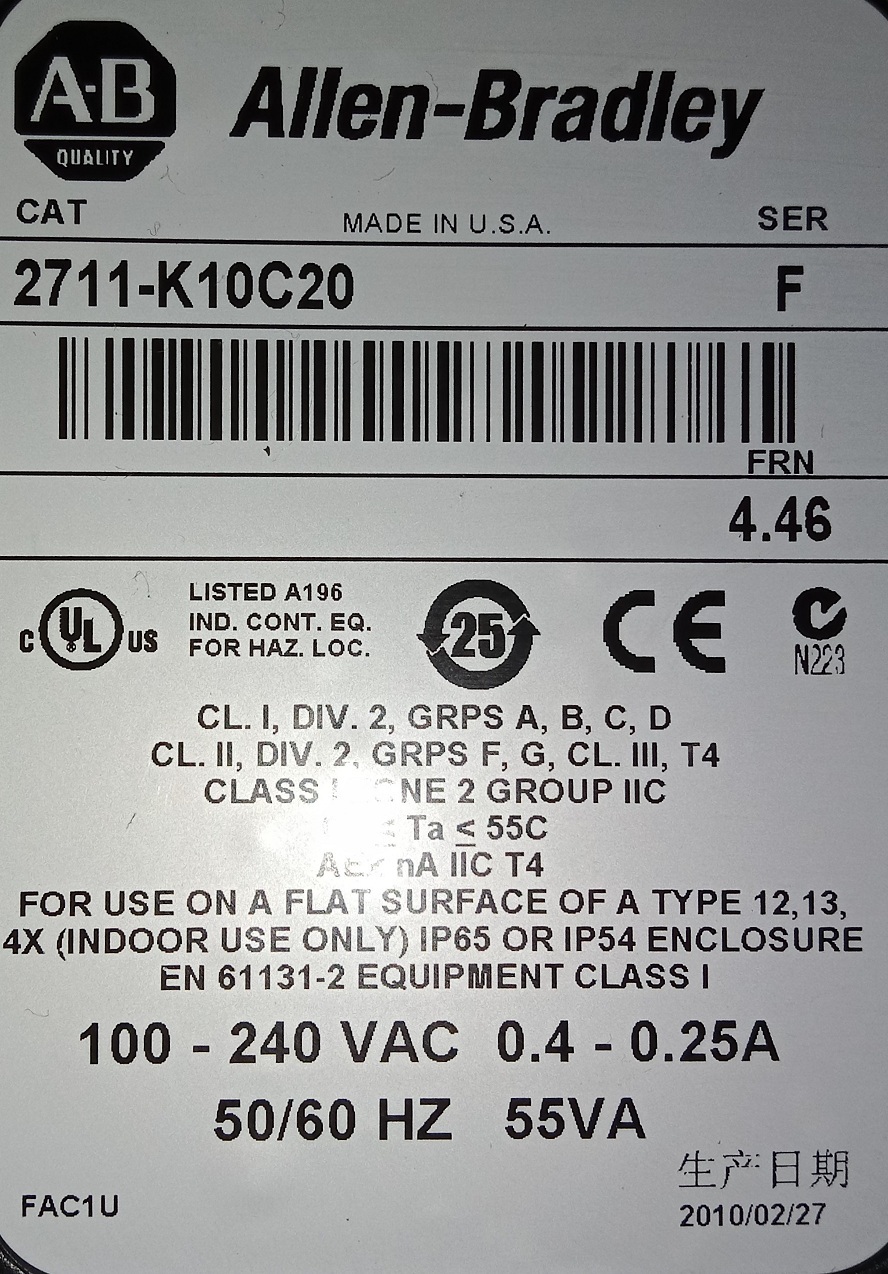 A-B
QUALITY
Allen-Bradley
CAT MADE IN U.S.A. SER
2711-K10C20 F
FRN
4.46
C UL US
LISTED A196
IND. CONT. EQ.
FOR HAZ. LOC.
25
CE
N223
CL. I, DIV. 2, GRPS A, B, C, D
CL. II, DIV. 2, GRPS F, G, CL. III, T4
CLASS 2 GROUP IIC
Ta ≤ 55C
nA IIC T4
FOR USE ON A FLAT SURFACE OF A TYPE 12,13,
4X (INDOOR USE ONLY) IP65 OR IP54 ENCLOSURE
EN 61131-2 EQUIPMENT CLASS I
100 - 240 VAC 0.4 - 0.25A
50/60 HZ 55VA
生产日期
FAC1U 2010/02/27